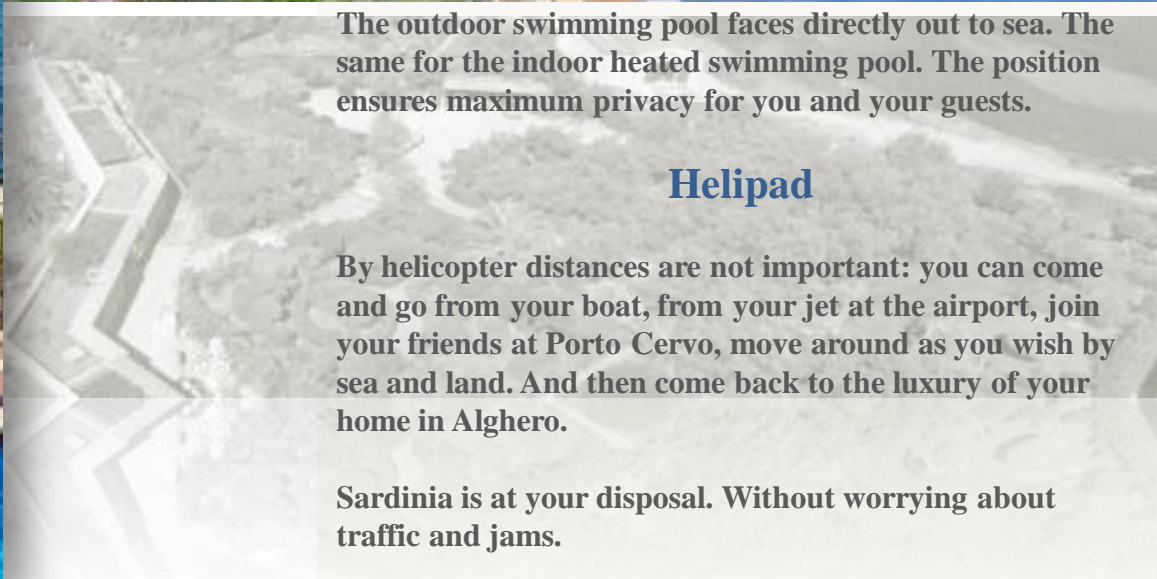 The outdoor swimming pool faces directly out to sea. The
same for the indoor heated swimming pool. The position
ensures maximum privacy for you and your guests.
Helipad
By helicopter distances are not important: you can come
and go from your boat, from your jet at the airport, join
your friends at Porto Cervo, move around as you wish by
sea and land. And then come back to the luxury of your
home in Alghero.
Sardinia is at your disposal. Without worrying about
traffic and jams.